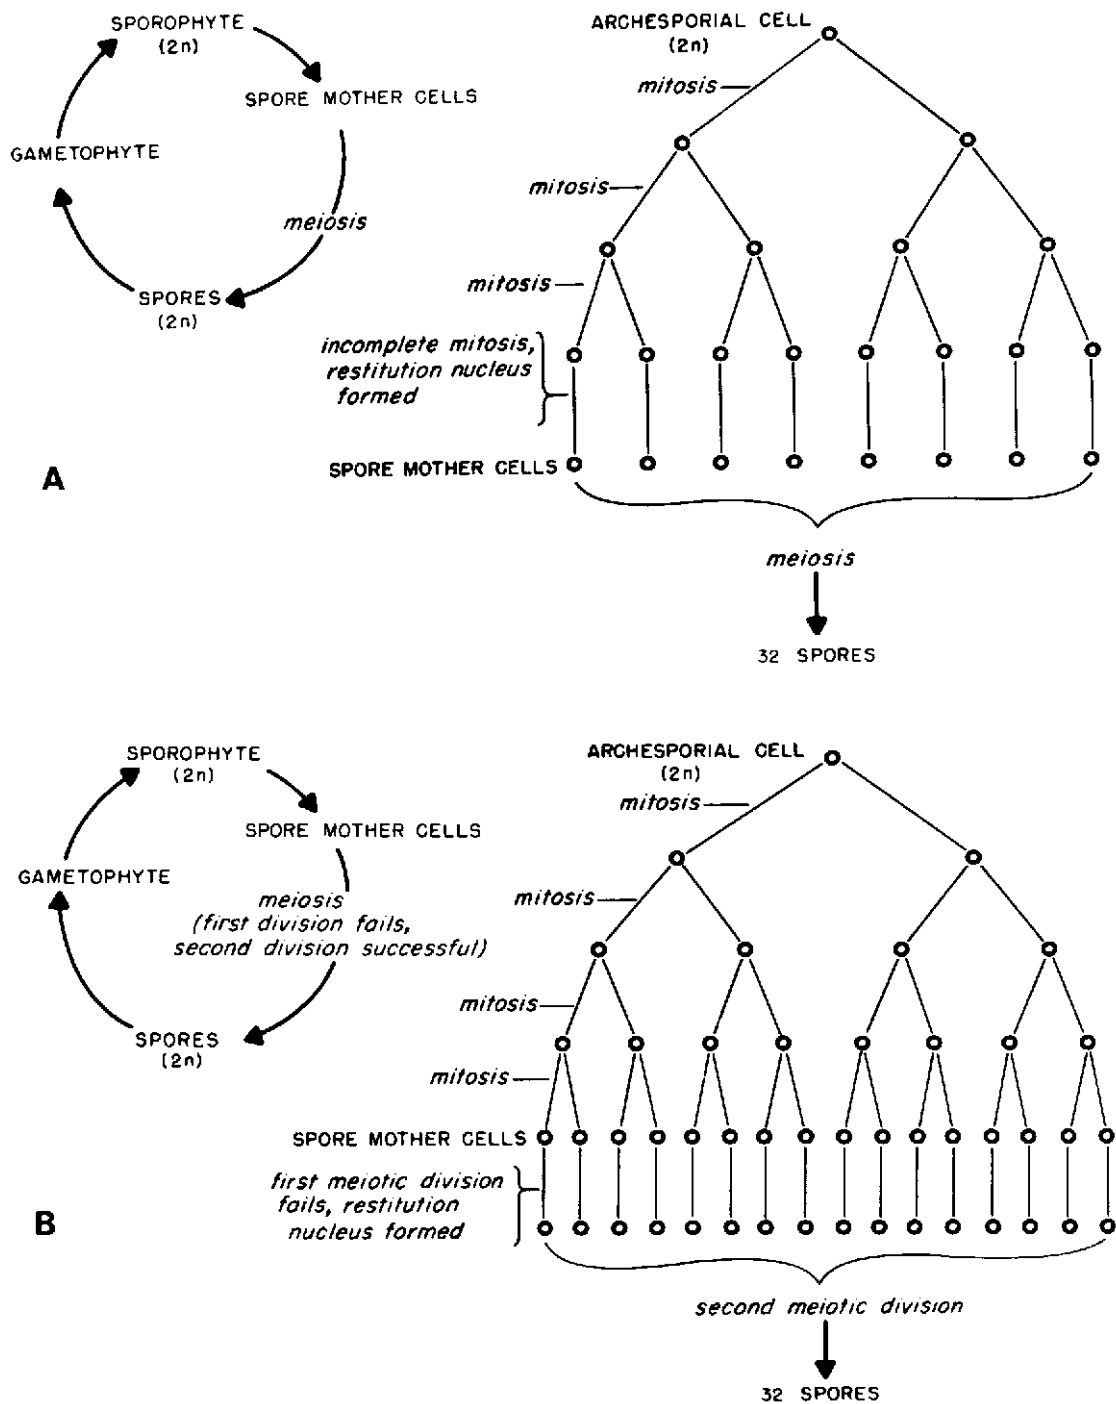 SPOROPHYTE
(2n)
SPORE MOTHER CELLS
GAMETOPHYTE
meiosis
SPORES
(2n)
ARCHESPORIAL CELL
(2n)
mitosis
mitosis
mitosis
incomplete mitosis,
restitution nucleus
formed
SPORE MOTHER CELLS
A
meiosis
32 SPORES
SPOROPHYTE
(2n)
SPORE MOTHER CELLS
GAMETOPHYTE
meiosis
(first division fails,
second division successful)
SPORES
(2n)
ARCHESPORIAL CELL
(2n)
mitosis
mitosis
mitosis
mitosis
SPORE MOTHER CELLS
first meiotic division
fails, restitution
nucleus formed
B
second meiotic division
32 SPORES